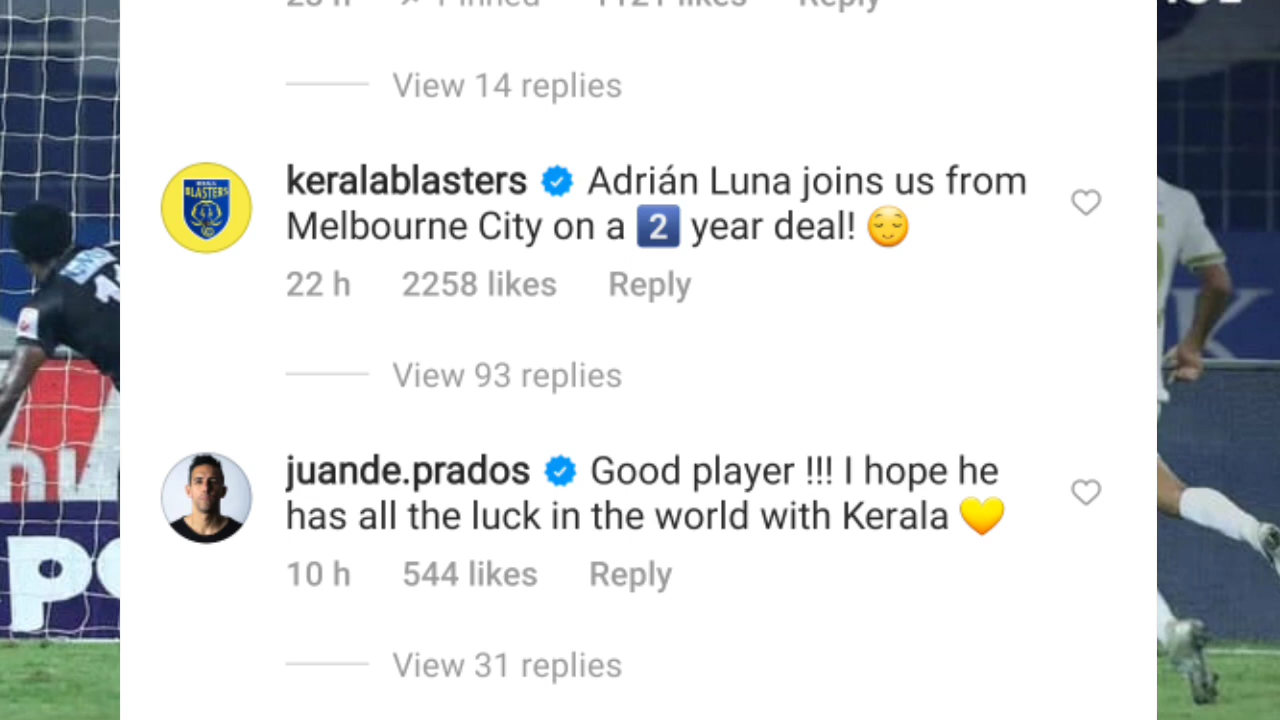 View 14 replies
keralablasters Adrián Luna joins us from
Melbourne City on a 2️⃣ year deal! 😌
22 h 2258 likes Reply
View 93 replies
juande.prados Good player !!! I hope he
has all the luck in the world with Kerala 💛
10 h 544 likes Reply
View 31 replies
BLASTERS